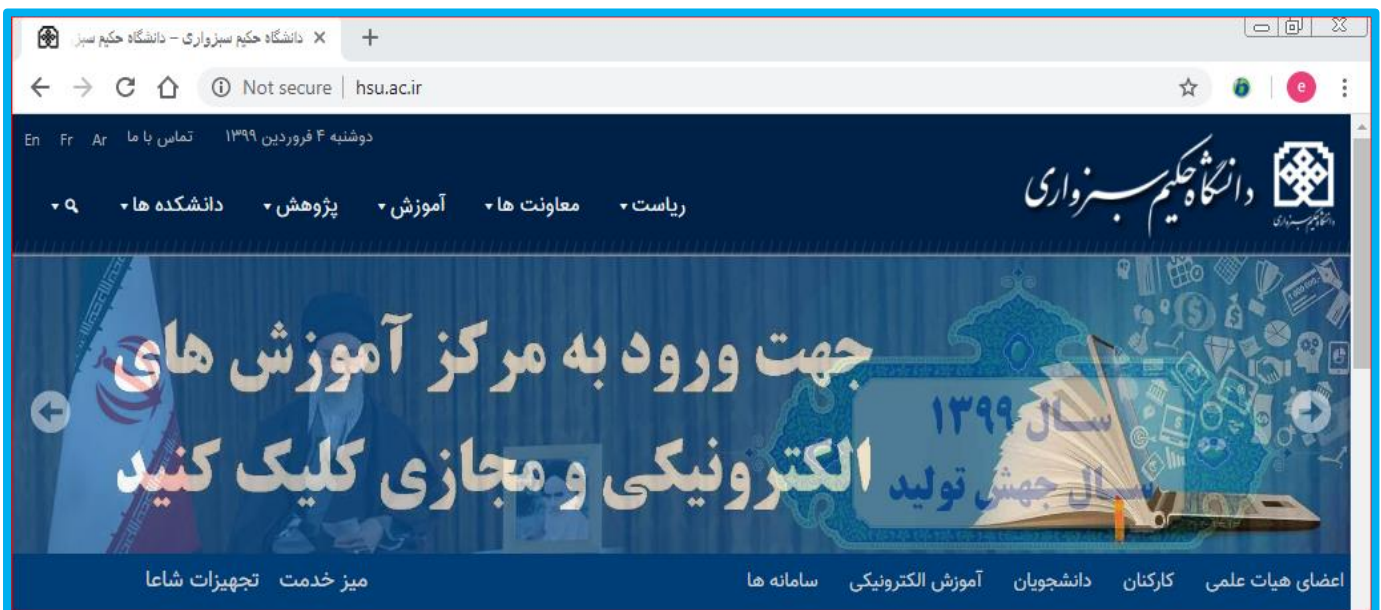 دانشگاه حکیم سبزواری – دانشگاه حکیم سبز
Not secure | hsu.ac.ir
e
دوشنبه ۴ فروردین ۱۳۹۹ تماس با ما Ar Fr En
دانشگاه حکیم سبزواری
دانشگاه حکیم سبزواری
ریاست معاونت ها آموزش پژوهش دانشکده ها
جهت ورود به مرکز آموزش های
الکترونیکی و مجازی کلیک کنید
سال ۱۳۹۹
سال جهش تولید
اعضای هیات علمی کارکنان دانشجویان آموزش الکترونیکی سامانه ها میز خدمت تجهیزات شاعا